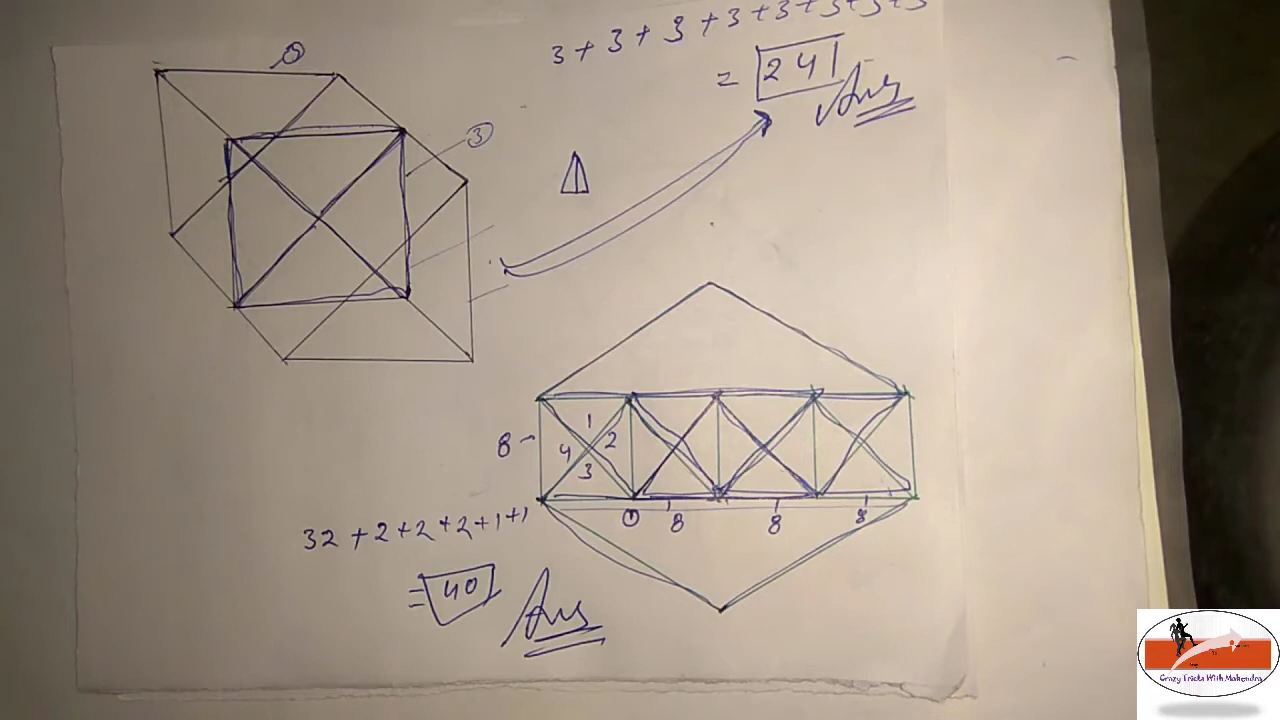 ①
3+3+3+3+3+3+3+3
= 24
Ans
③
1
8
4 2
3
① 8 8 8
32+2+2+2+1+1
= 40
Ans
Crazy Tricks With Mahendra